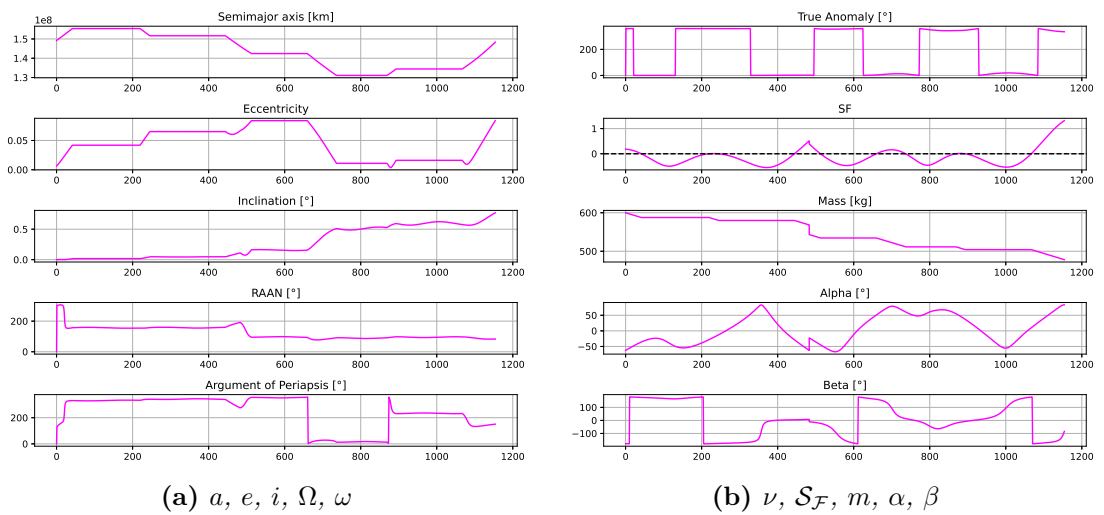 Semimajor axis [km]
1e8
1.5
1.4
1.3
0 200 400 600 800 1000 1200
Eccentricity
0.05
0.00
0 200 400 600 800 1000 1200
Inclination [°]
0.5
0.0
0 200 400 600 800 1000 1200
RAAN [°]
200
0
0 200 400 600 800 1000 1200
Argument of Periapsis [°]
200
0
0 200 400 600 800 1000 1200
(a) a, e, i, Ω, ω
True Anomaly [°]
200
0
0 200 400 600 800 1000 1200
SF
1
0
0 200 400 600 800 1000 1200
Mass [kg]
600
500
0 200 400 600 800 1000 1200
Alpha [°]
50
0
−50
0 200 400 600 800 1000 1200
Beta [°]
100
0
−100
0 200 400 600 800 1000 1200
(b) ν, S_F, m, α, β